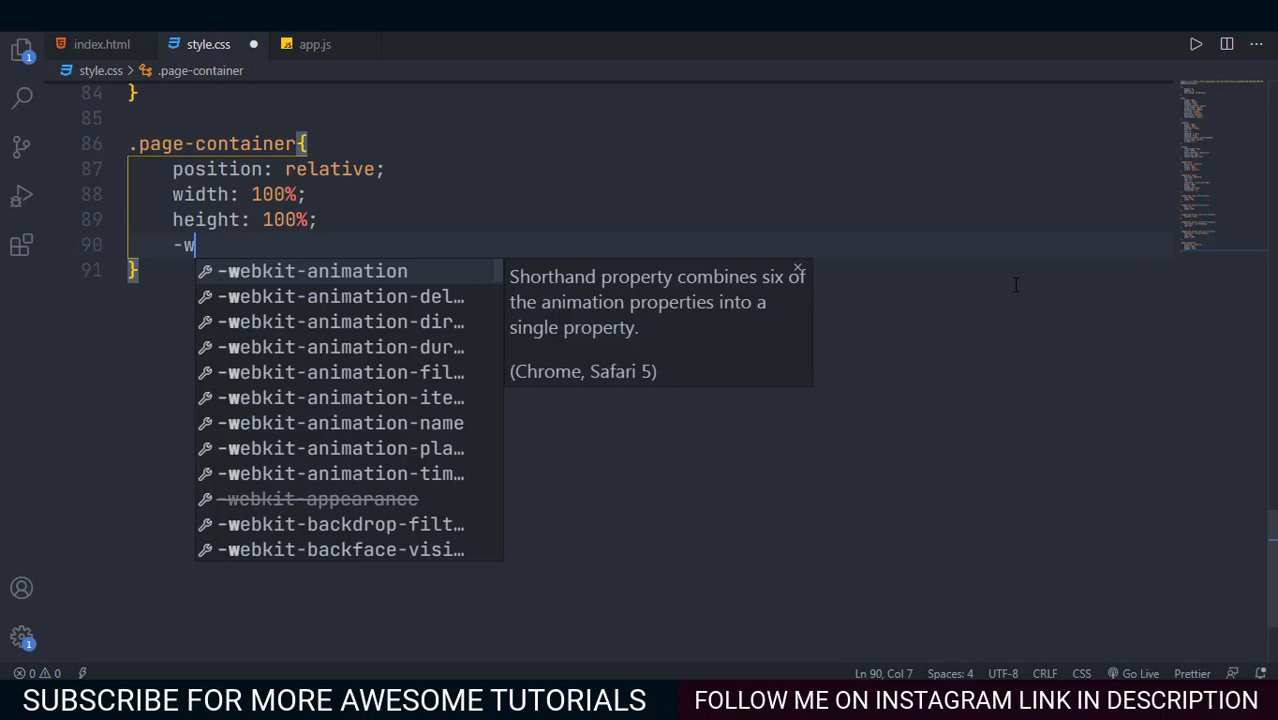 index.html style.css app.js
style.css > .page-container
84 }
85
86 .page-container{
87 position: relative;
88 width: 100%;
89 height: 100%;
90 -w
91 }
-webkit-animation
-webkit-animation-del…
-webkit-animation-dir…
-webkit-animation-dur…
-webkit-animation-fil…
-webkit-animation-ite…
-webkit-animation-name
-webkit-animation-pla…
-webkit-animation-tim…
-webkit-appearance
-webkit-backdrop-filt…
-webkit-backface-visi…
Shorthand property combines six of
the animation properties into a
single property.
(Chrome, Safari 5)
1
1
0 0 Ln 90, Col 7 Spaces: 4 UTF-8 CRLF CSS Go Live Prettier
SUBSCRIBE FOR MORE AWESOME TUTORIALS FOLLOW ME ON INSTAGRAM LINK IN DESCRIPTION